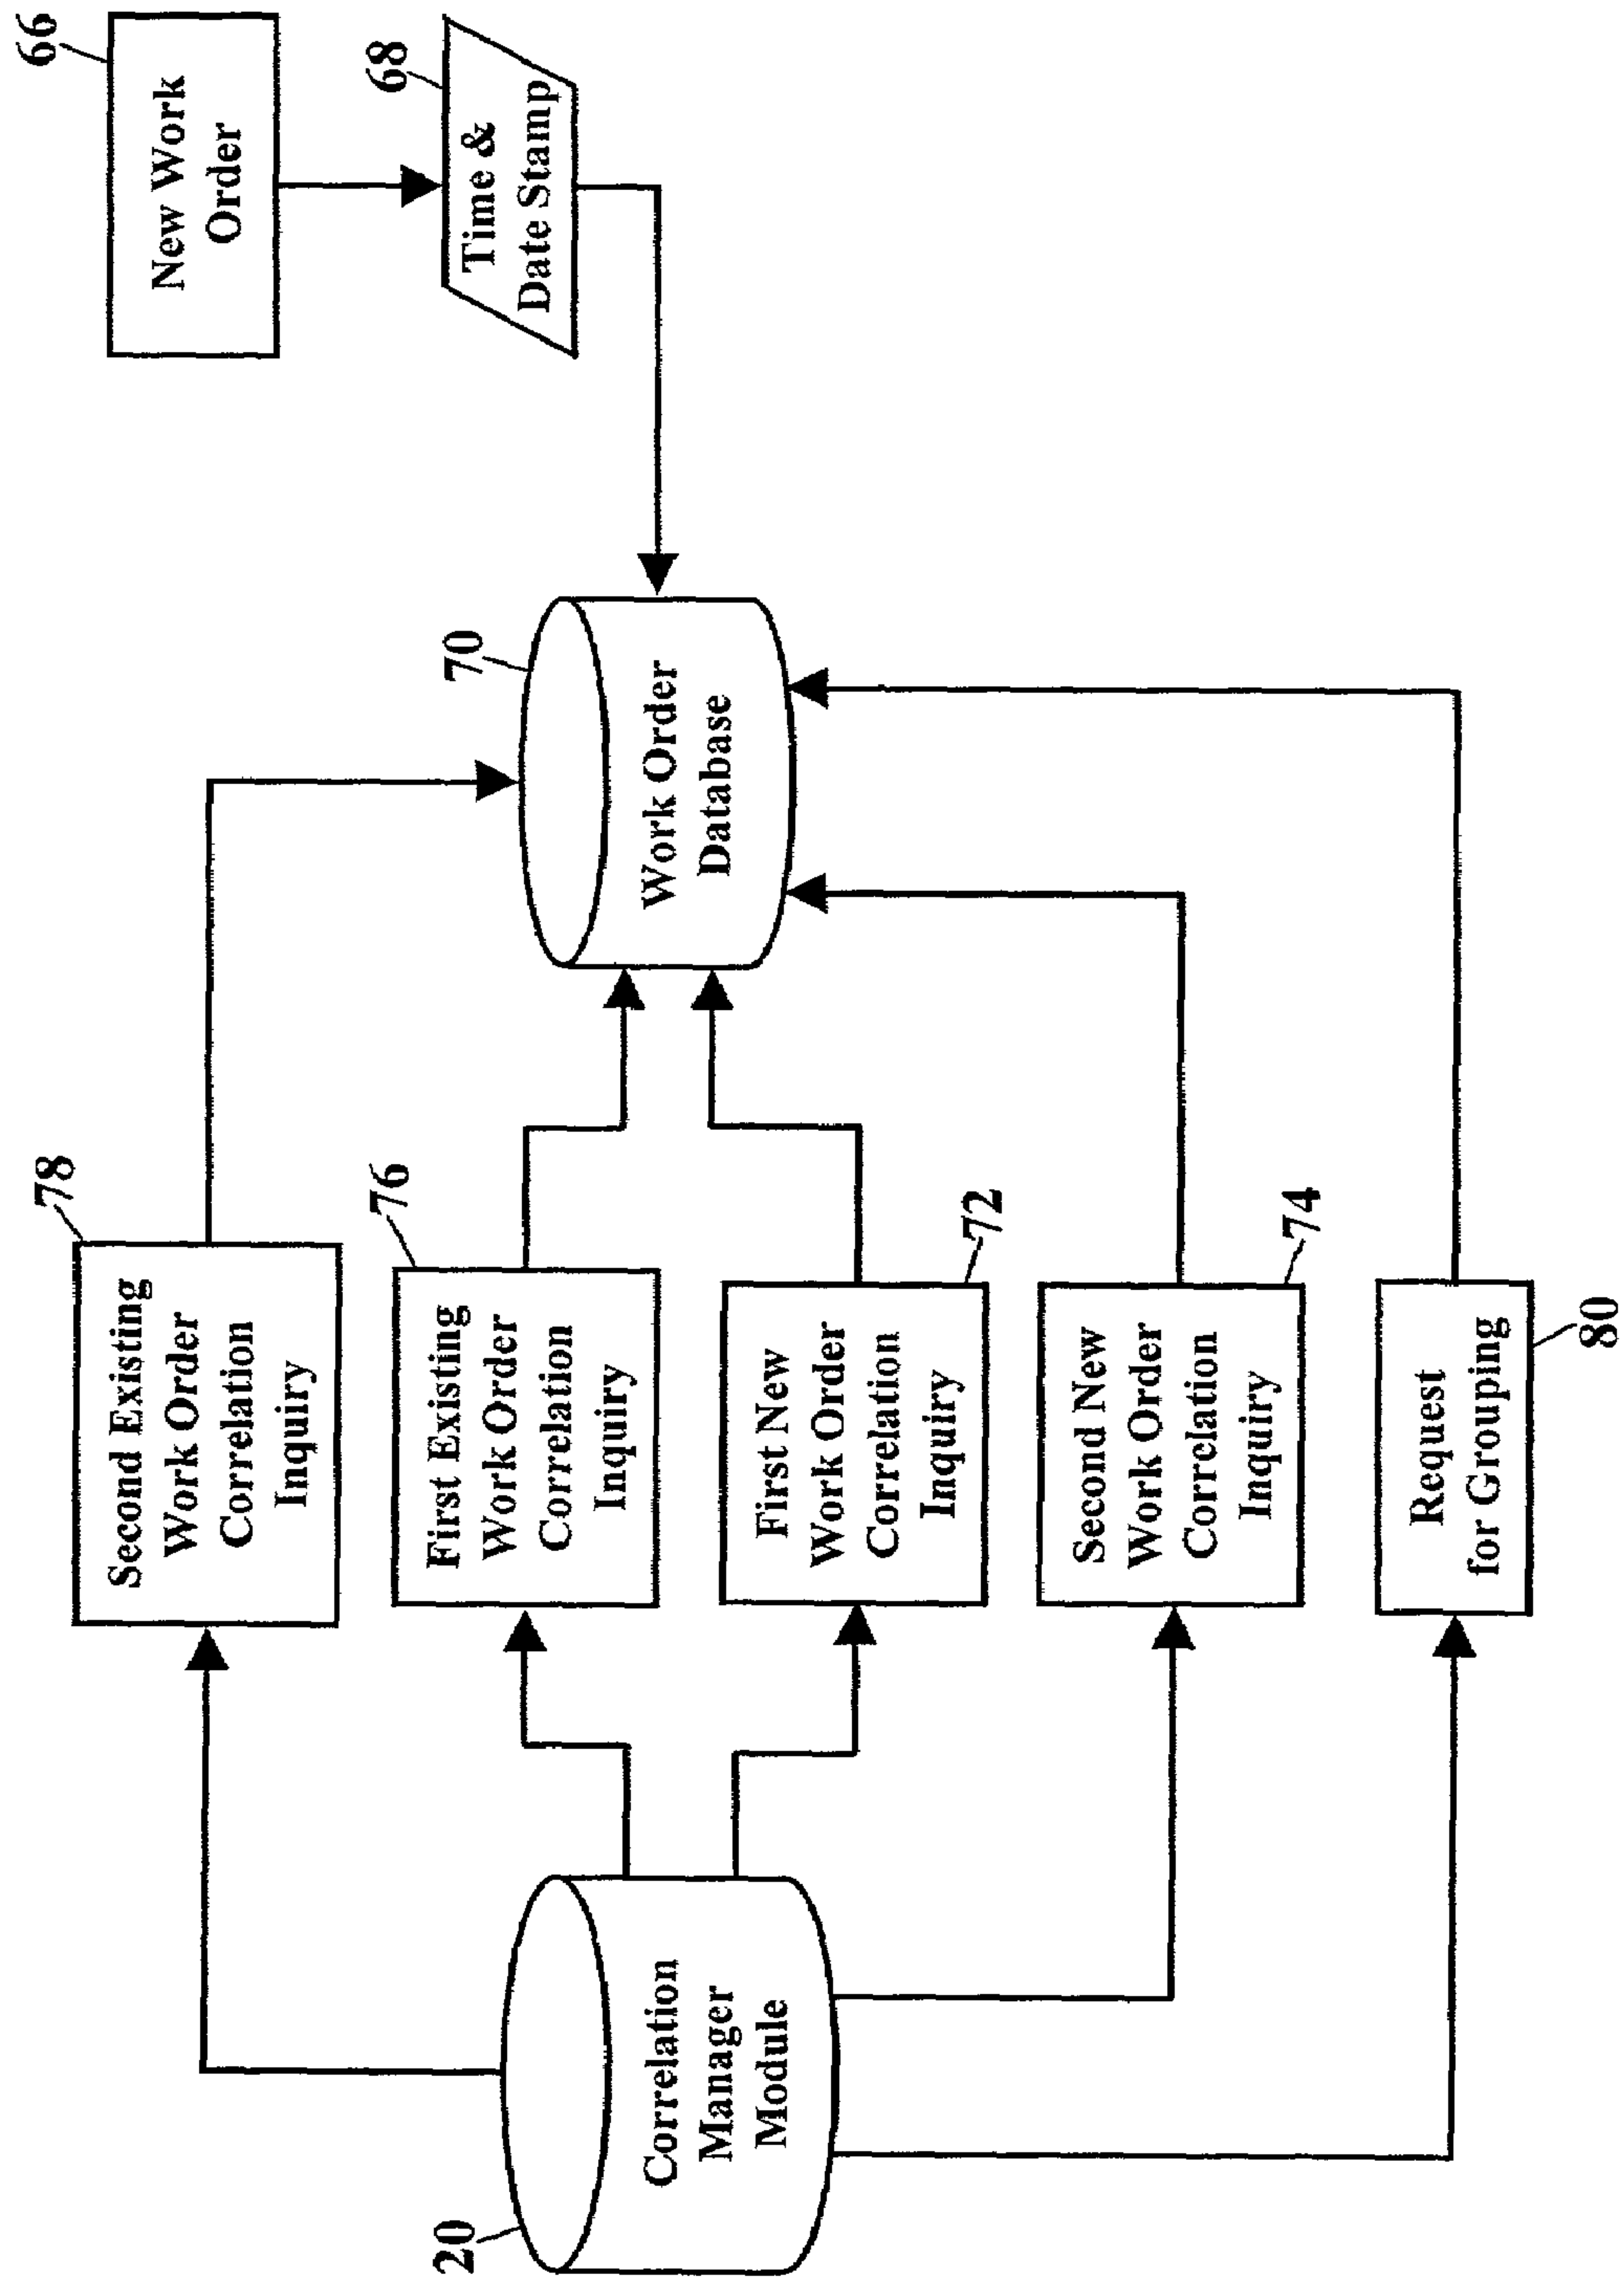 78
Second Existing
Work Order
Correlation
Inquiry
66
New Work
Order
76
First Existing
Work Order
Correlation
Inquiry
68
Time &
Date Stamp
20
Correlation
Manager
Module
70
Work Order
Database
First New
Work Order
Correlation
Inquiry
72
Second New
Work Order
Correlation
Inquiry
74
Request
for Grouping
80